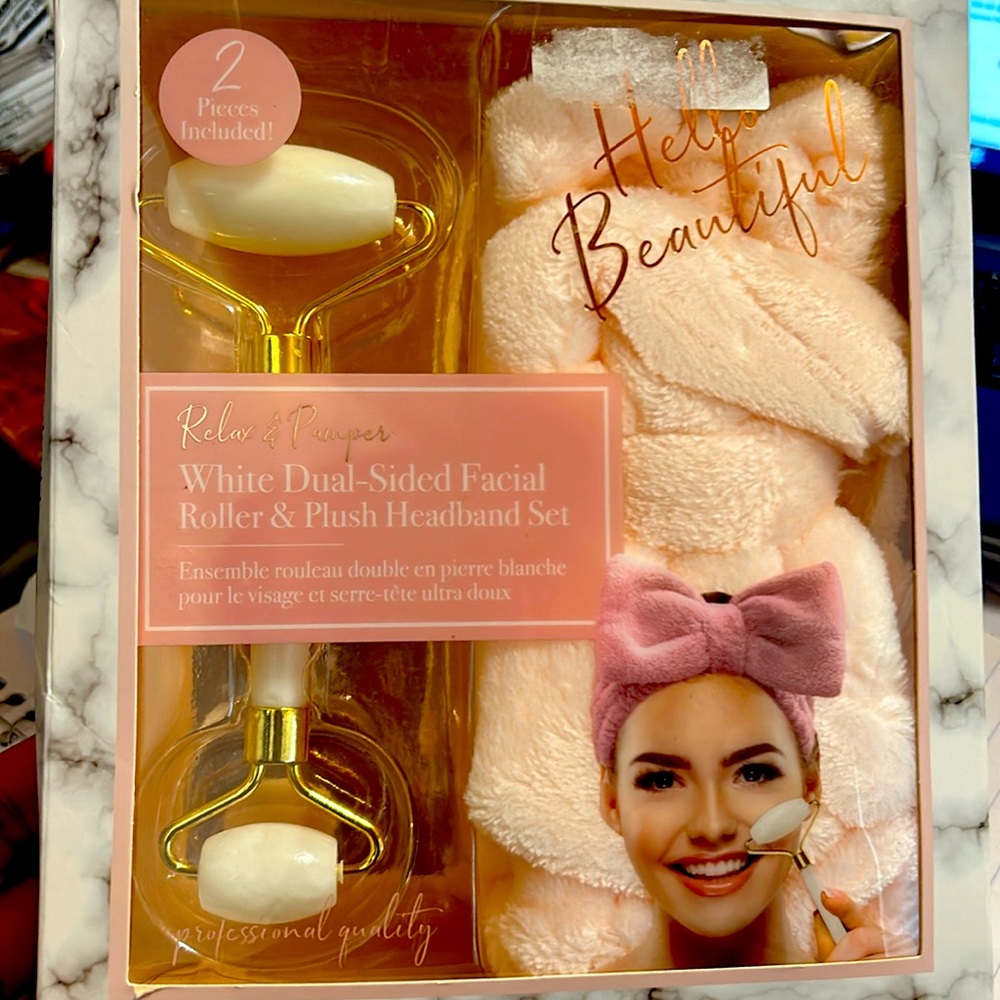 2
Pieces
Included!
Hello
Beautiful
Relax & Pamper
White Dual-Sided Facial
Roller & Plush Headband Set
Ensemble rouleau double en pierre blanche
pour le visage et serre-tête ultra doux
professional quality